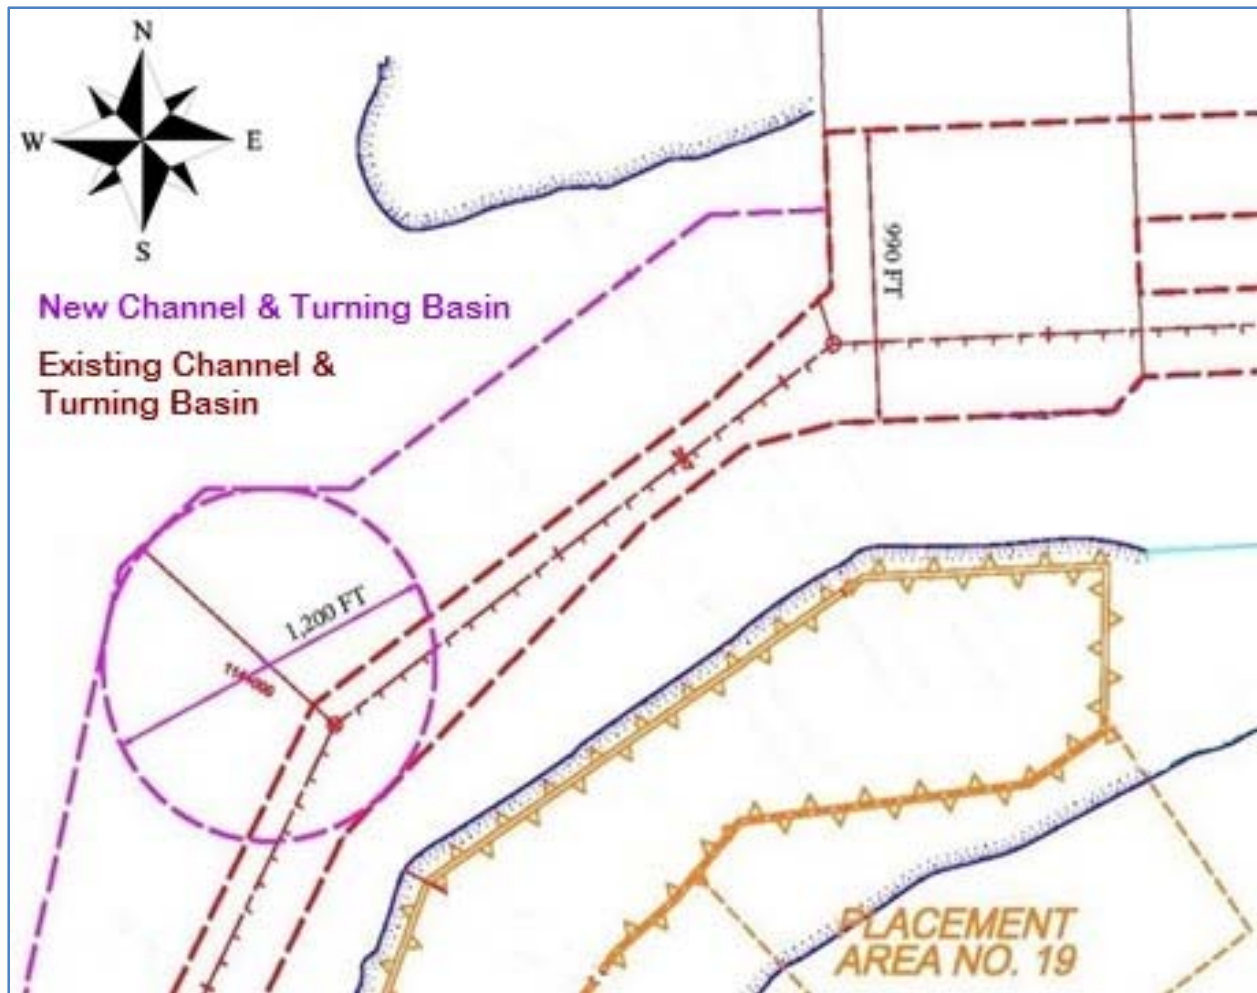 N
W
E
S
New Channel & Turning Basin
Existing Channel &
Turning Basin
990 FT
1,200 FT
PLACEMENT
AREA NO. 19